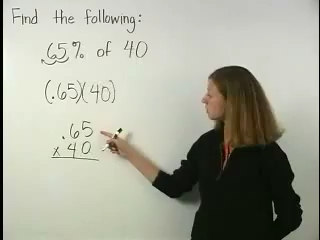 Find the following:
65% of 40
(.65)(40)
.65
x 40